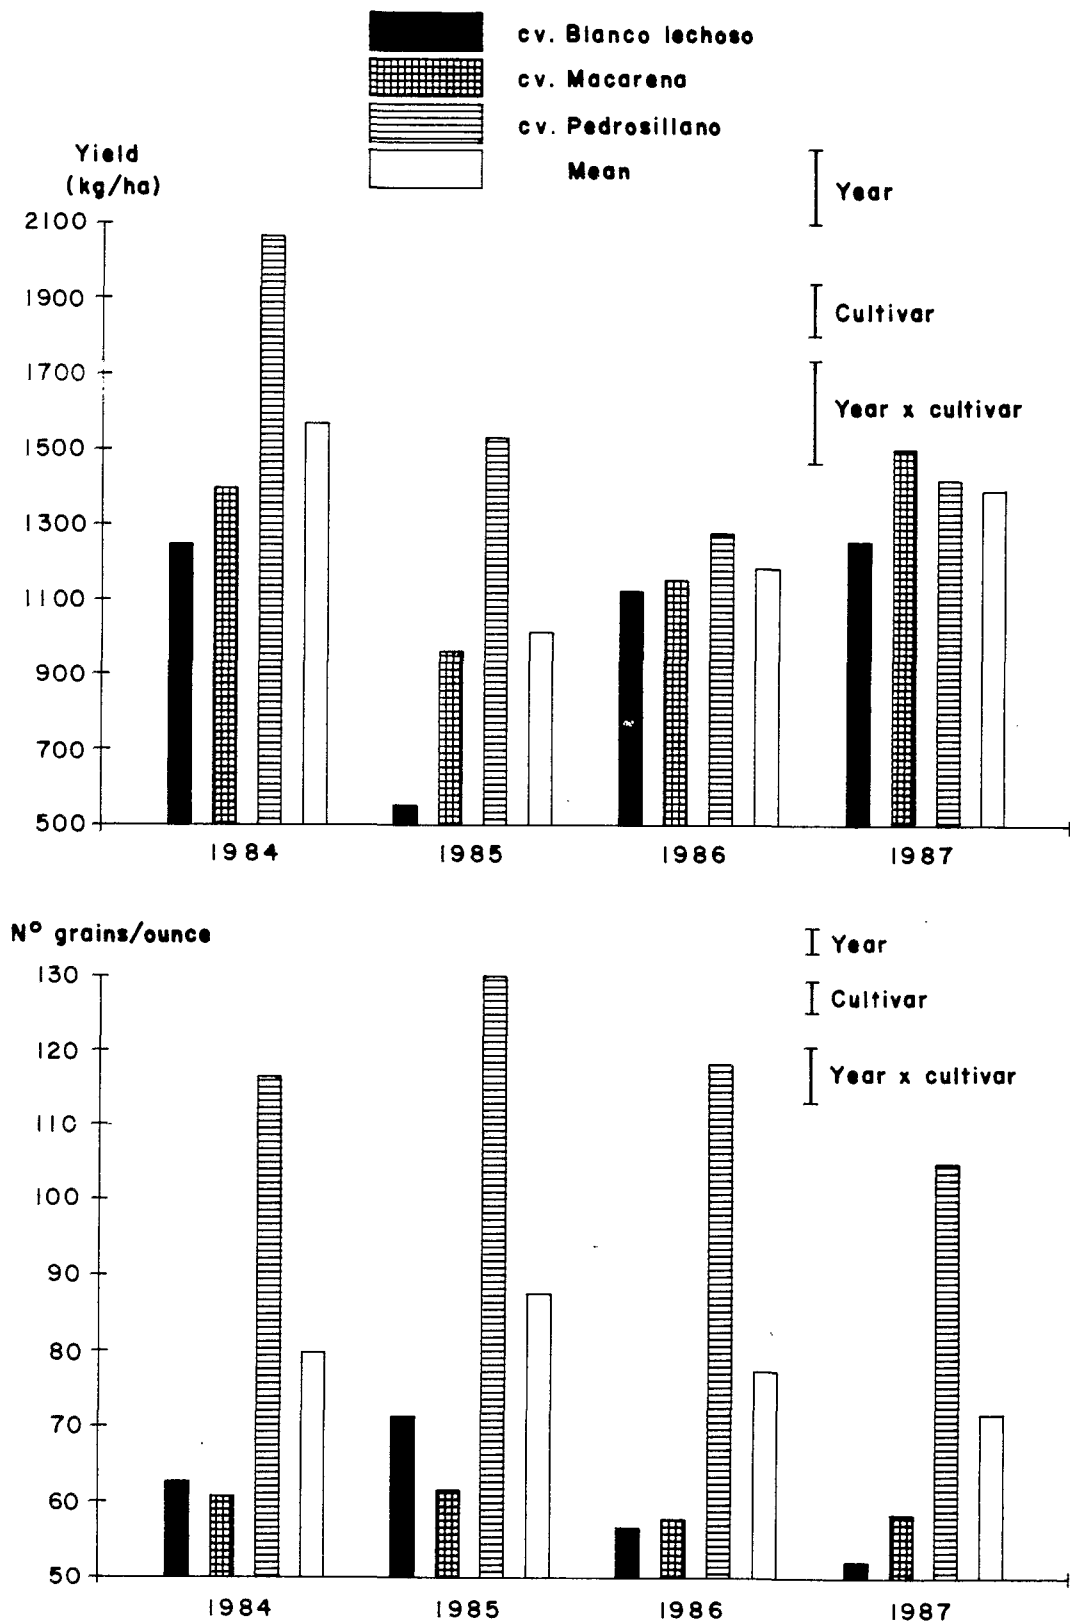 cv. Blanco lechoso
cv. Macarena
cv. Pedrosillano
Mean
Yield
(kg/ha)
Year
2100
1900
Cultivar
1700
Year x cultivar
1500
1300
1100
900
700
500
1984
1985
1986
1987
Nº grains/ounce
Year
130
Cultivar
120
Year x cultivar
110
100
90
80
70
60
50
1984
1985
1986
1987